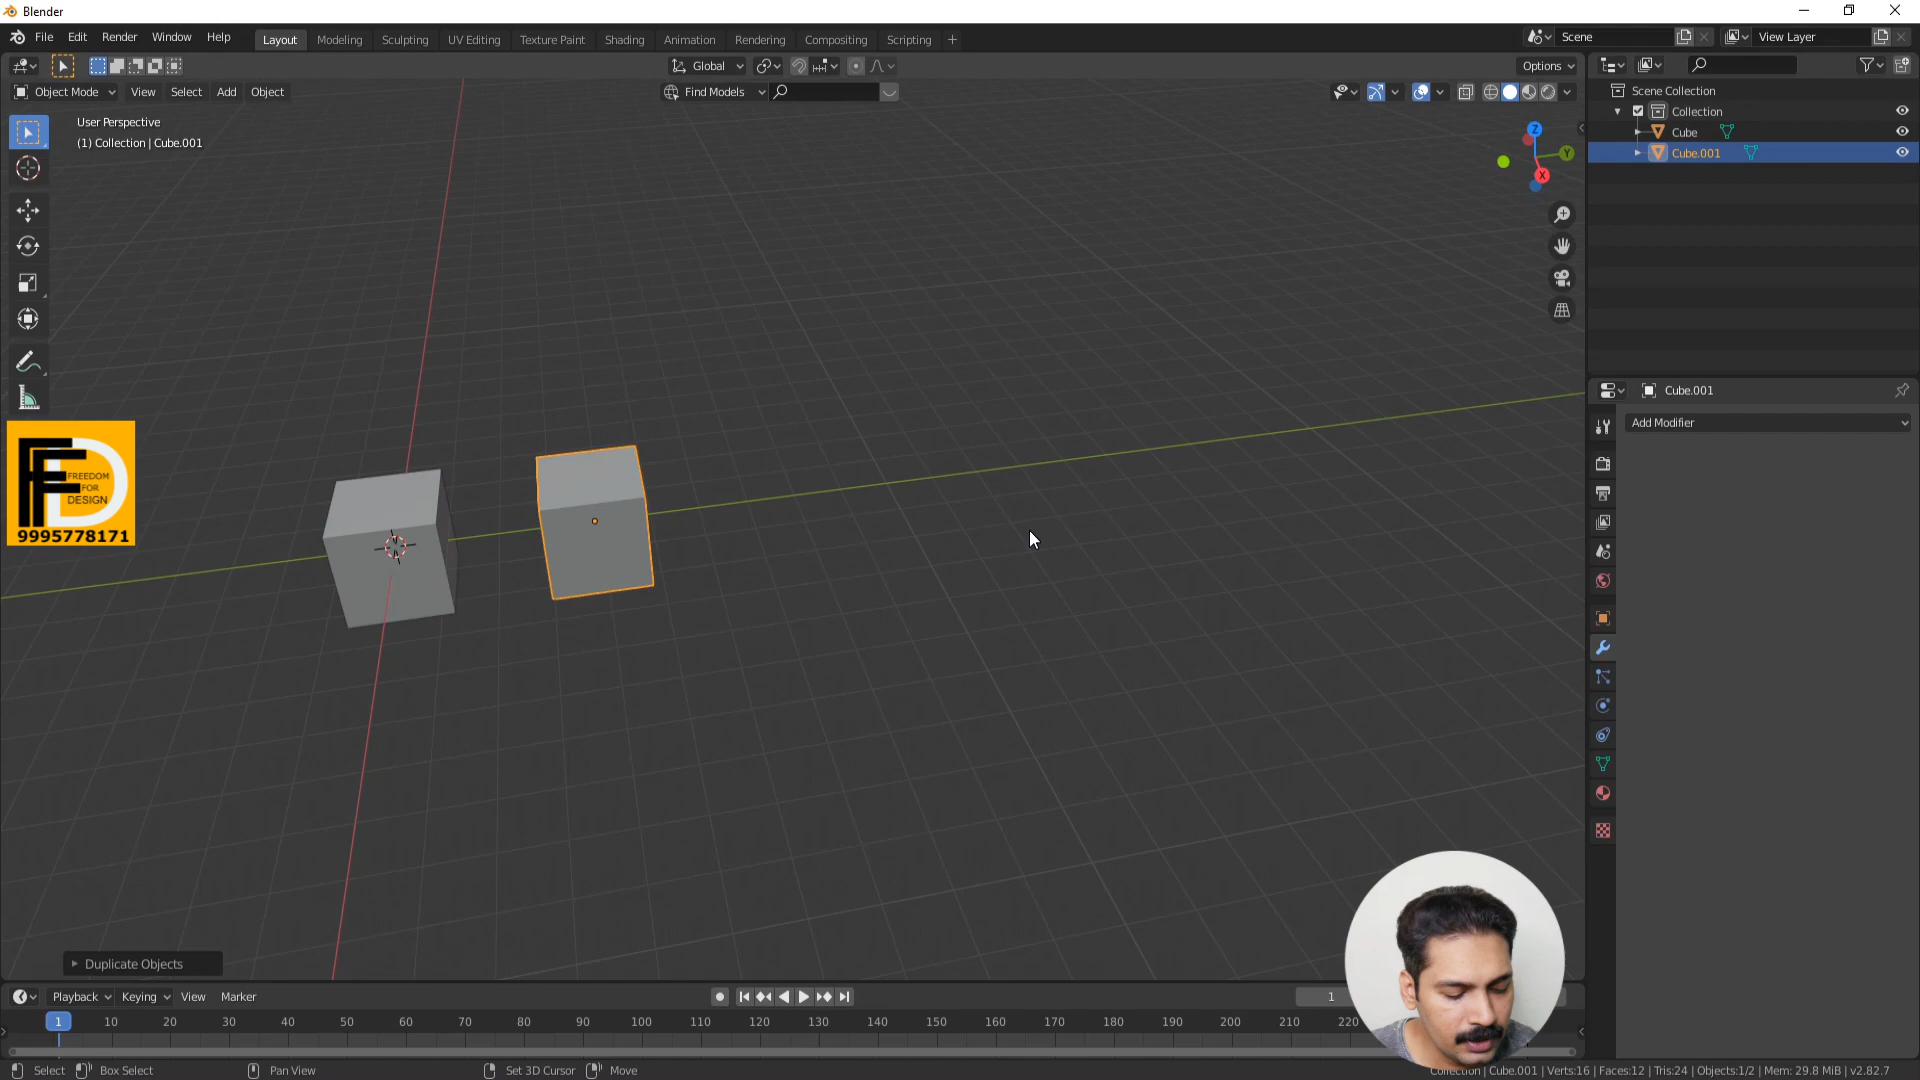 Blender
File Edit Render Window Help
Layout Modeling Sculpting UV Editing Texture Paint Shading Animation Rendering Compositing Scripting +
Scene
View Layer
Global
Options
Object Mode View Select Add Object
Find Models
User Perspective
(1) Collection | Cube.001
Z
Y
X
Scene Collection
Collection
Cube
Cube.001
Cube.001
Add Modifier
FFD
FREEDOM
FOR
DESIGN
9995778171
Duplicate Objects
Playback Keying View Marker
1
1 10 20 30 40 50 60 70 80 90 100 110 120 130 140 150 160 170 180 190 200 210 220
Select Box Select Pan View Set 3D Cursor Move
Collection | Cube.001 | Verts:16 | Faces:12 | Tris:24 | Objects:1/2 | Mem: 29.8 MiB | v2.82.7